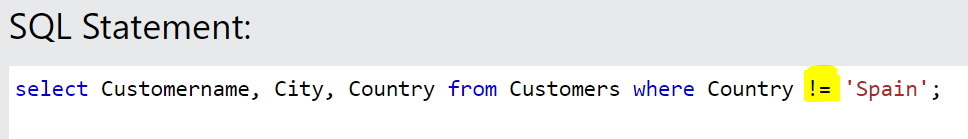 SQL Statement:
select Customername, City, Country from Customers where Country != 'Spain';